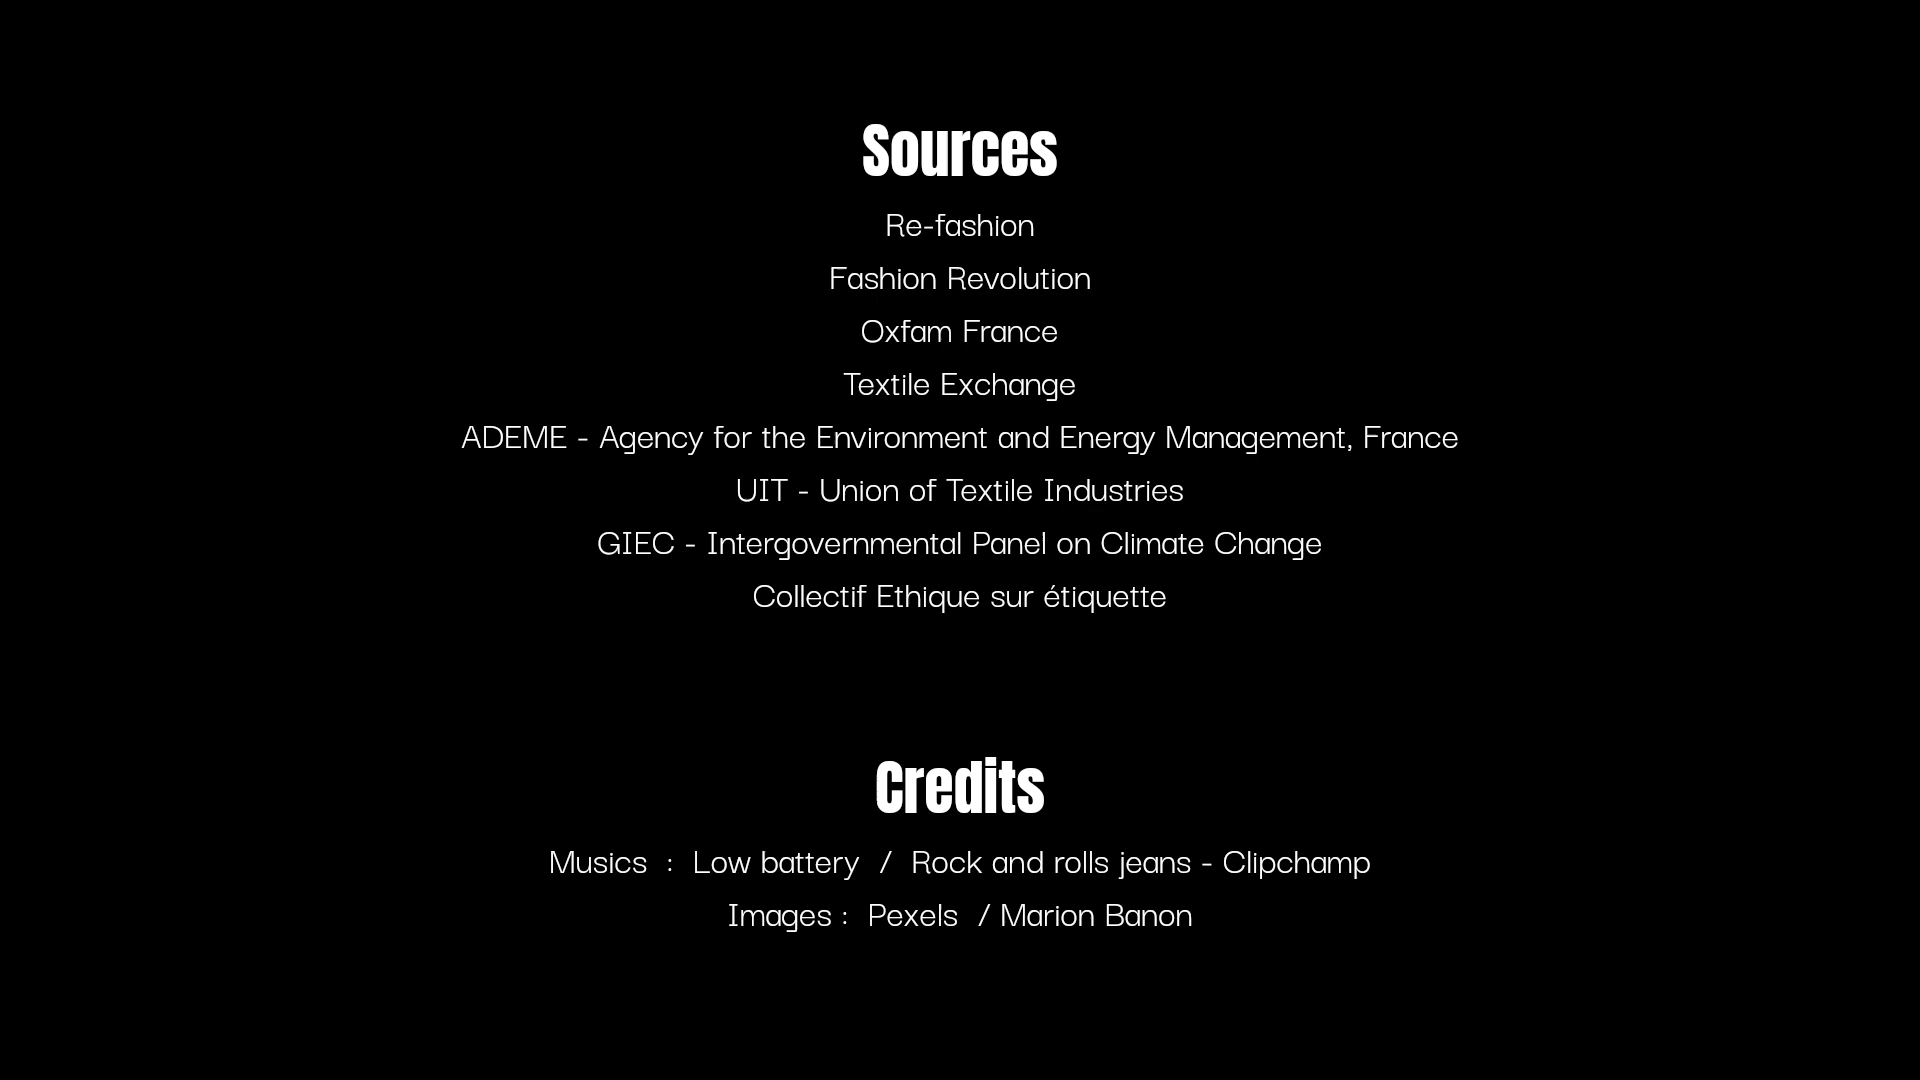 Sources
Re-fashion
Fashion Revolution
Oxfam France
Textile Exchange
ADEME - Agency for the Environment and Energy Management, France
UIT - Union of Textile Industries
GIEC - Intergovernmental Panel on Climate Change
Collectif Ethique sur étiquette
Credits
Musics : Low battery / Rock and rolls jeans - Clipchamp
Images : Pexels / Marion Banon